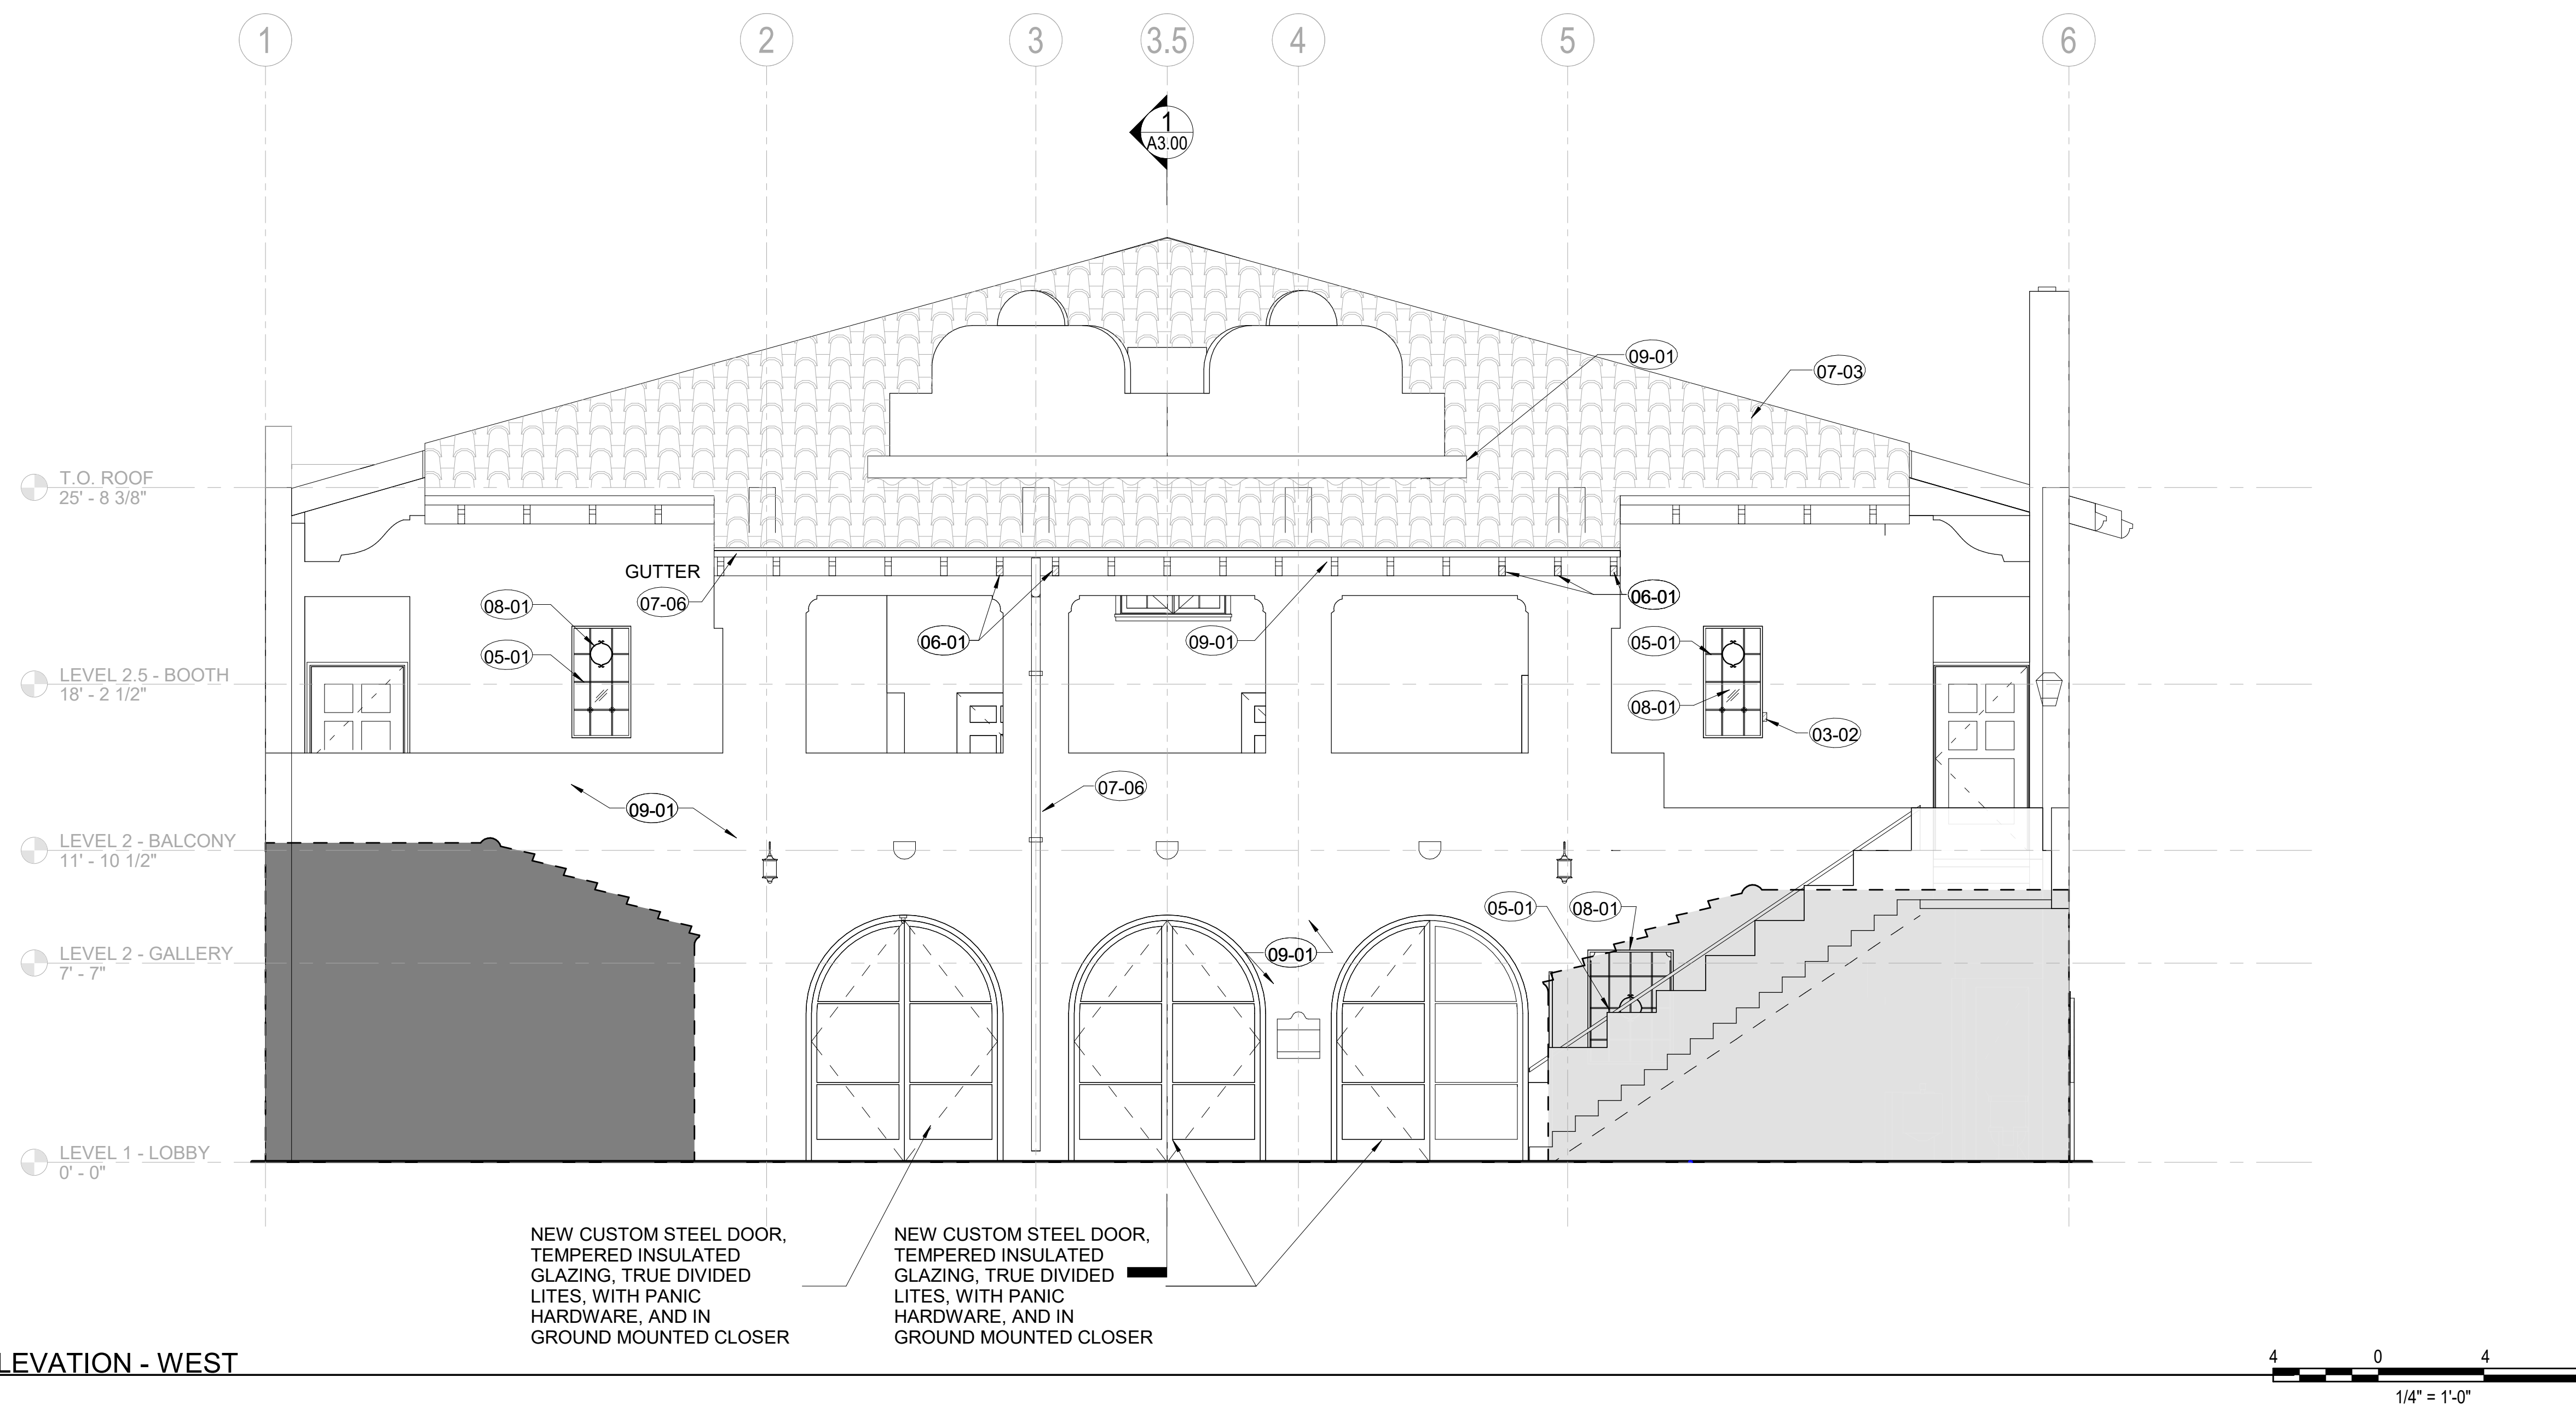 1 2 3 3.5 4 5 6
1
A3.00
09-01
07-03
T.O. ROOF
25' - 8 3/8"
GUTTER
07-06
08-01
05-01
06-01
09-01
06-01
05-01
08-01
03-02
LEVEL 2.5 - BOOTH
18' - 2 1/2"
07-06
09-01
LEVEL 2 - BALCONY
11' - 10 1/2"
05-01
08-01
09-01
LEVEL 2 - GALLERY
7' - 7"
LEVEL 1 - LOBBY
0' - 0"
NEW CUSTOM STEEL DOOR,
TEMPERED INSULATED
GLAZING, TRUE DIVIDED
LITES, WITH PANIC
HARDWARE, AND IN
GROUND MOUNTED CLOSER
NEW CUSTOM STEEL DOOR,
TEMPERED INSULATED
GLAZING, TRUE DIVIDED
LITES, WITH PANIC
HARDWARE, AND IN
GROUND MOUNTED CLOSER
LEVATION - WEST
4 0 4
1/4" = 1'-0"